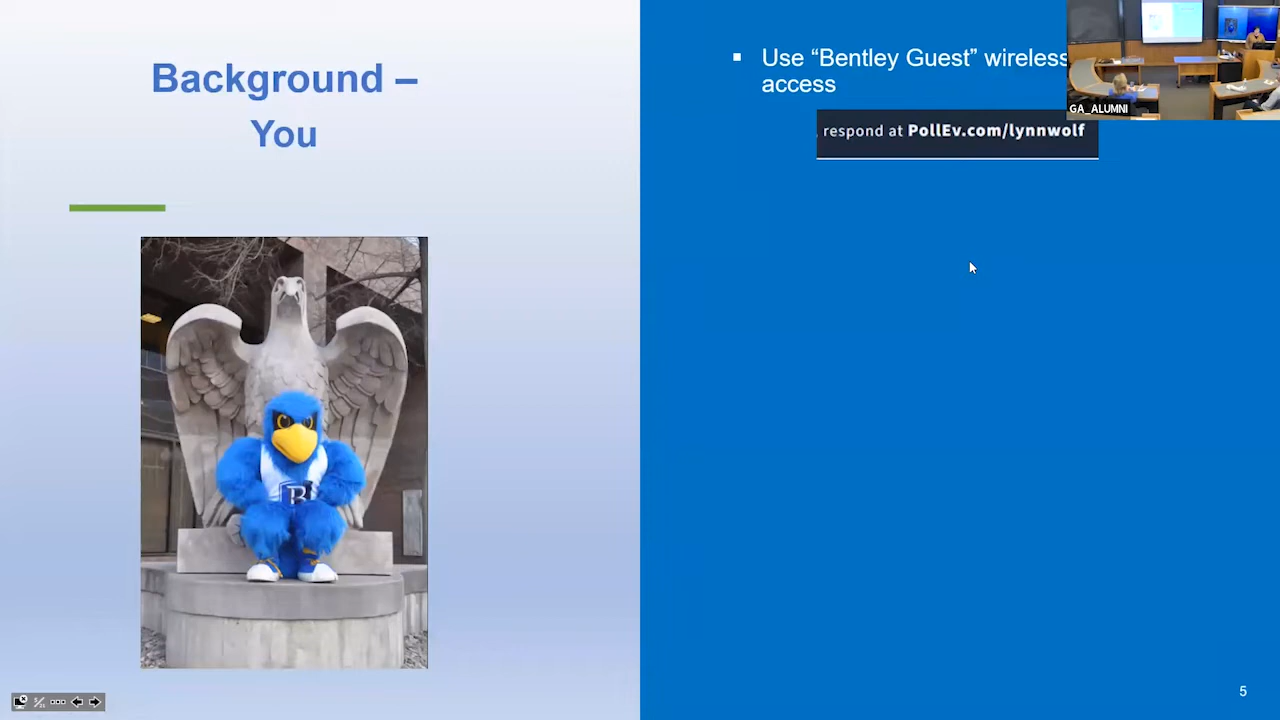 Background –
You
▪ Use “Bentley Guest” wireless
access
respond at PollEv.com/lynnwolf
GA_ALUMNI
B
5